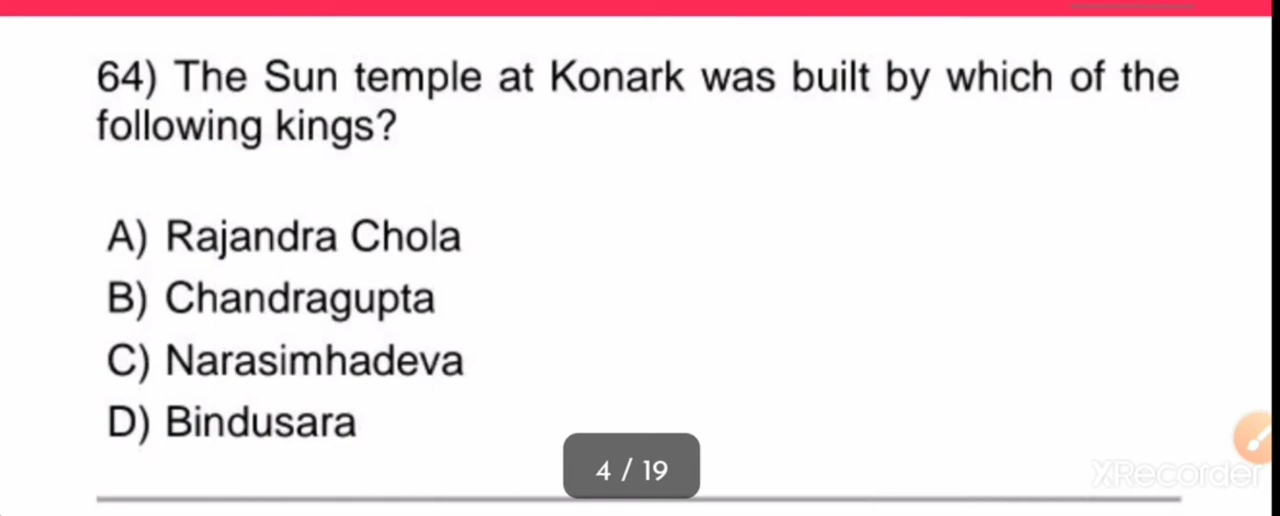 64) The Sun temple at Konark was built by which of the
following kings?
A) Rajandra Chola
B) Chandragupta
C) Narasimhadeva
D) Bindusara
4 / 19
XRecorder